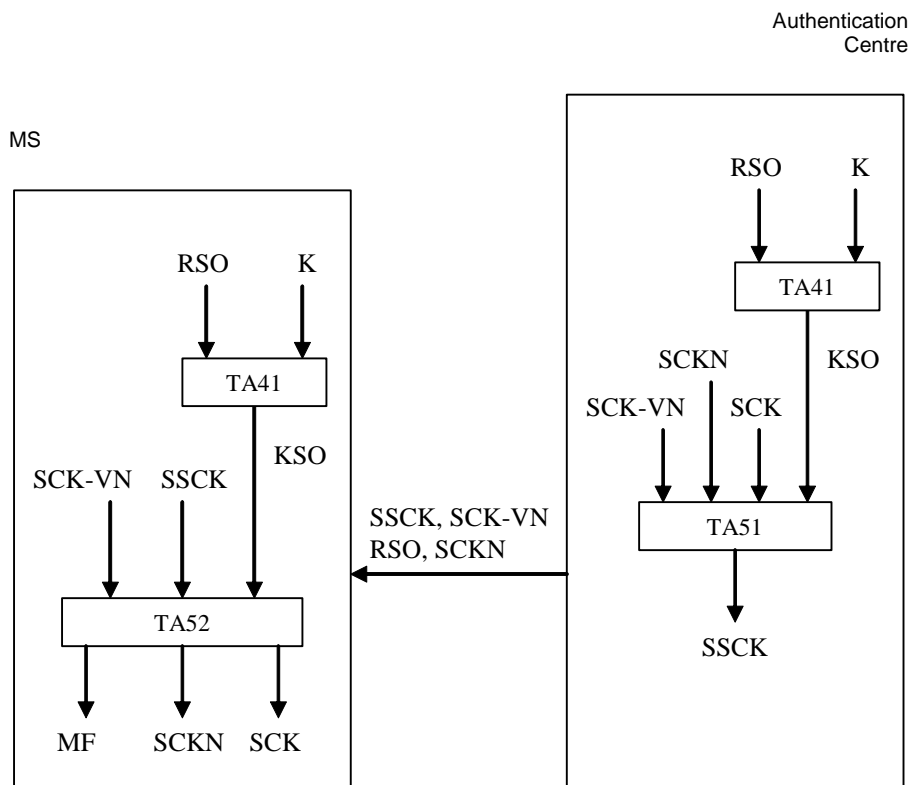 Authentication
Centre
MS
RSO K
TA41
KSO
SCK-VN SSCK
TA52
MF SCKN SCK
SSCK, SCK-VN
RSO, SCKN
RSO K
TA41
KSO
SCKN
SCK-VN SCK
TA51
SSCK